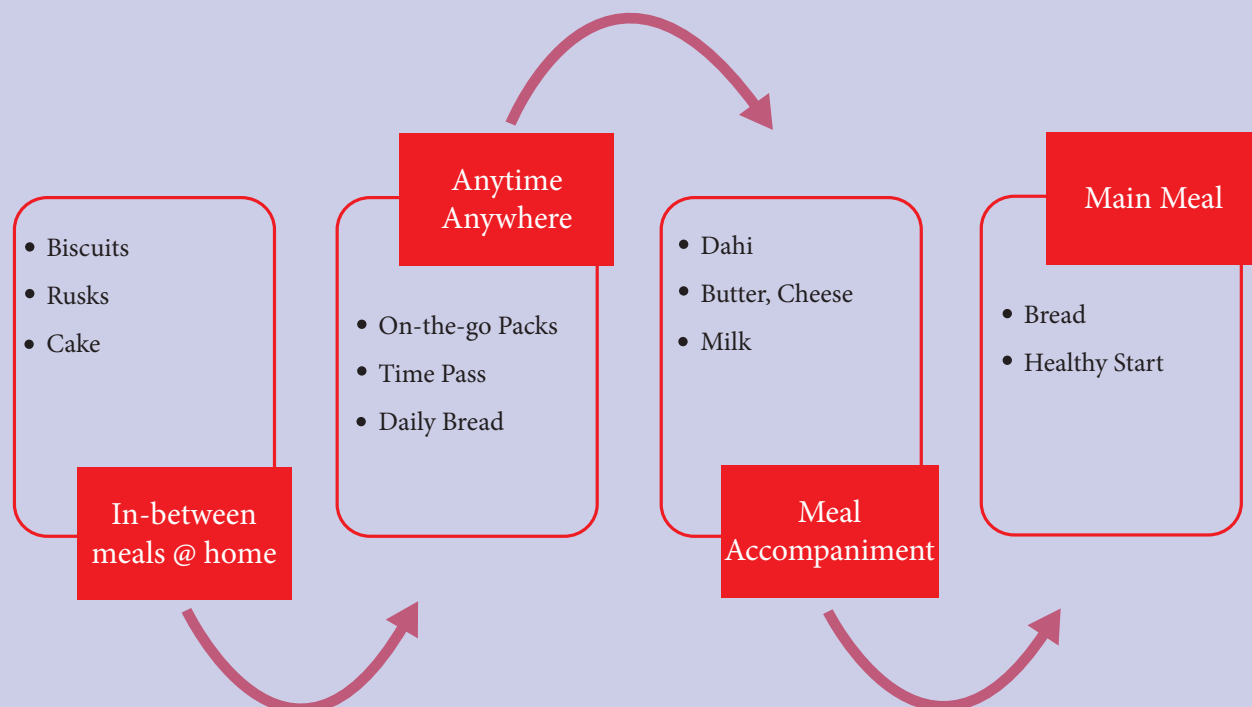 • Biscuits
• Rusks
• Cake
In-between
meals @ home
Anytime
Anywhere
• On-the-go Packs
• Time Pass
• Daily Bread
• Dahi
• Butter, Cheese
• Milk
Meal
Accompaniment
Main Meal
• Bread
• Healthy Start